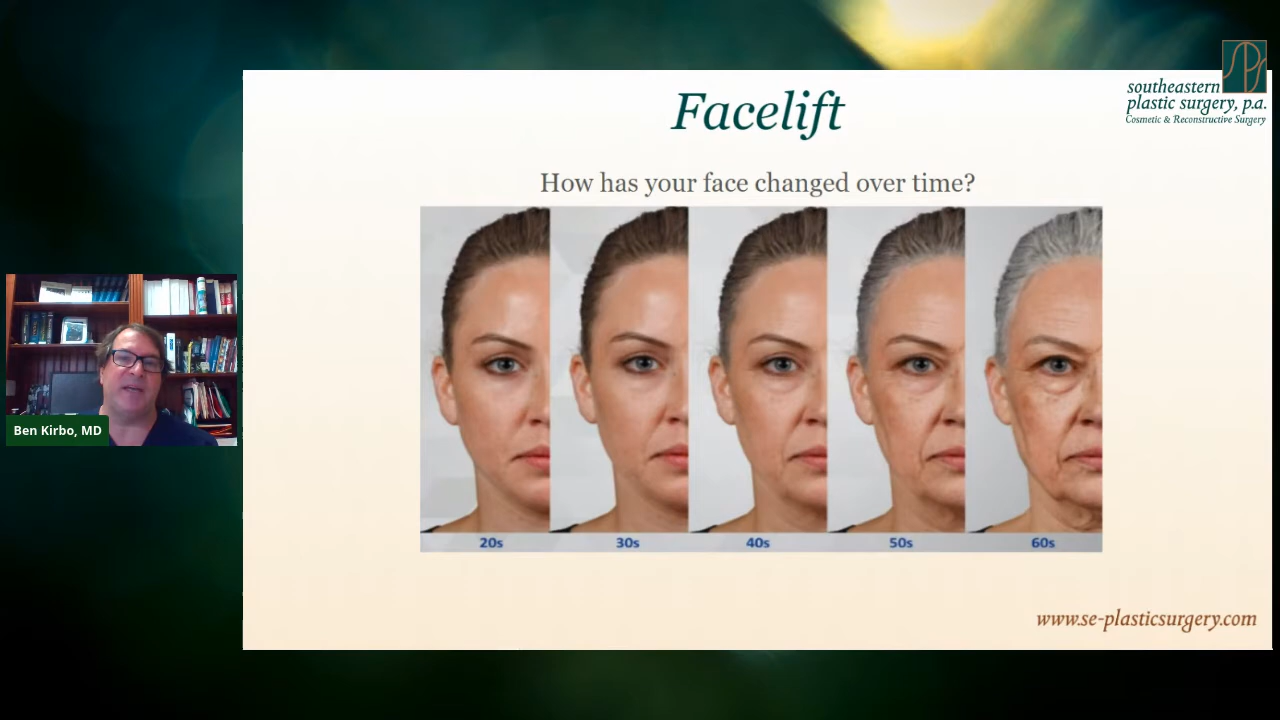 Facelift
southeastern
plastic surgery, p.a.
Cosmetic & Reconstructive Surgery
How has your face changed over time?
Ben Kirbo, MD
20s 30s 40s 50s 60s
www.se-plasticsurgery.com